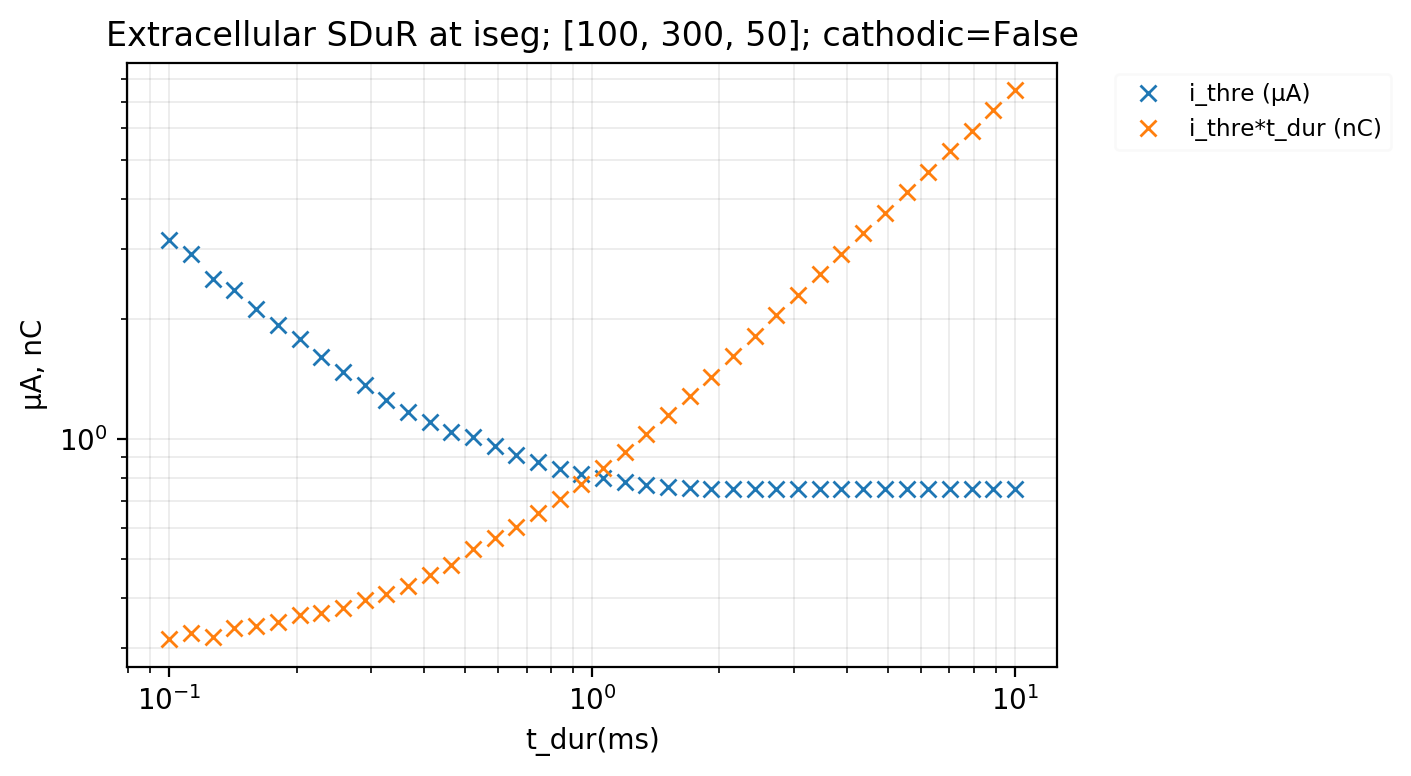 Extracellular SDuR at iseg; [100, 300, 50]; cathodic=False
i_thre (µA)
i_thre*t_dur (nC)
µA, nC
10⁰
10⁻¹
10⁰
10¹
t_dur(ms)